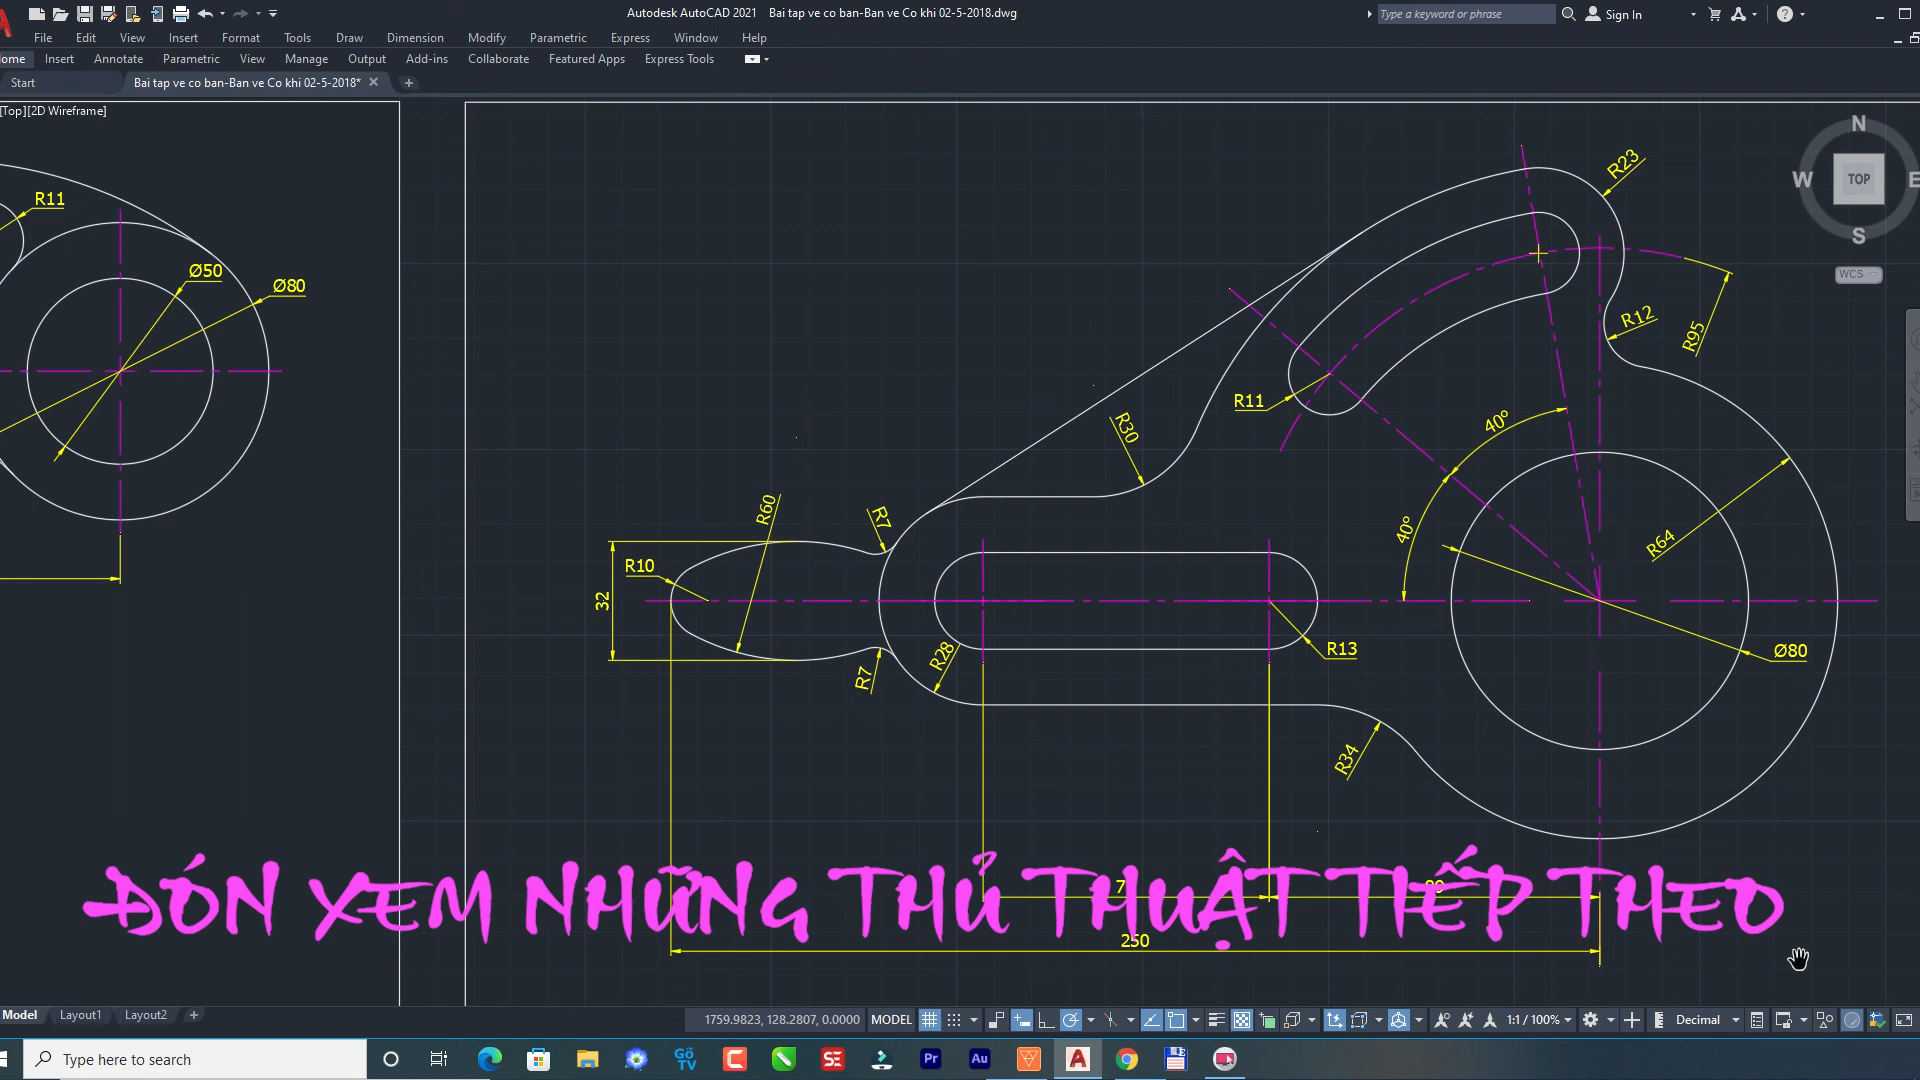 Autodesk AutoCAD 2021 Bai tap ve co ban-Ban ve Co khi 02-5-2018.dwg
Type a keyword or phrase
Sign In
File Edit View Insert Format Tools Draw Dimension Modify Parametric Express Window Help
ome Insert Annotate Parametric View Manage Output Add-ins Collaborate Featured Apps Express Tools
Start Bai tap ve co ban-Ban ve Co khi 02-5-2018*
[Top][2D Wireframe]
N
W TOP E
S
WCS
R11
Ø50
Ø80
R23
R12
R95
R11
R30
40°
40°
R60
R7
R64
R10
32
R13
Ø80
R28
R7
R34
ĐÓN XEM NHỮNG THỦ THUẬT TIẾP THEO
250
Model Layout1 Layout2 +
1759.9823, 128.2807, 0.0000 MODEL 1:1 / 100% Decimal
Type here to search
Gõ
TV
SE
Pr
Au
A